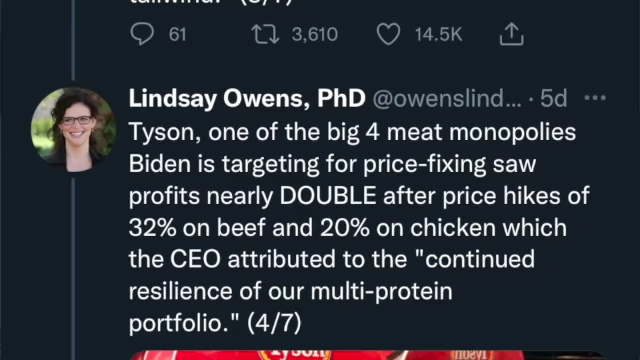 61 3,610 14.5K
Lindsay Owens, PhD @owenslind... · 5d ...
Tyson, one of the big 4 meat monopolies
Biden is targeting for price-fixing saw
profits nearly DOUBLE after price hikes of
32% on beef and 20% on chicken which
the CEO attributed to the "continued
resilience of our multi-protein
portfolio." (4/7)
Tyson